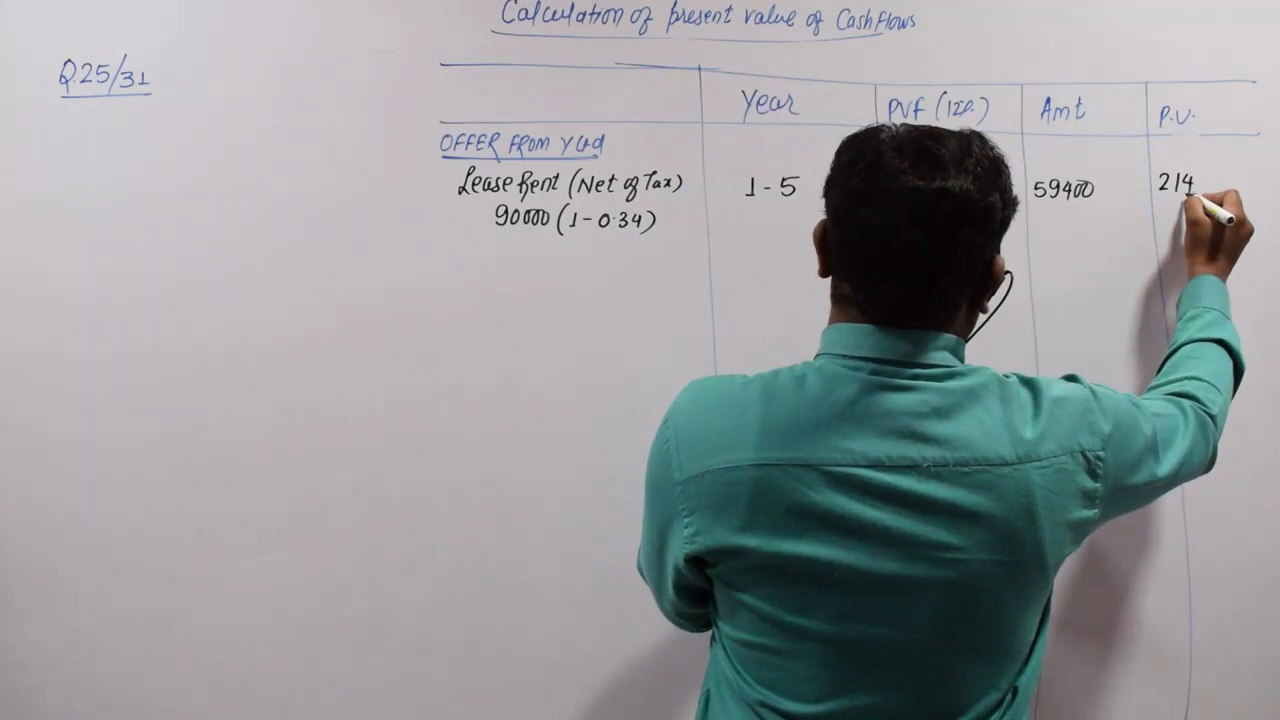 Calculation of present value of Cash Flows
Q.25/31
Year PVF (12%) Amt P.V.
OFFER FROM Y Ltd
Lease Rent (Net of Tax) 1-5 59400 214
90000 (1-0.34)